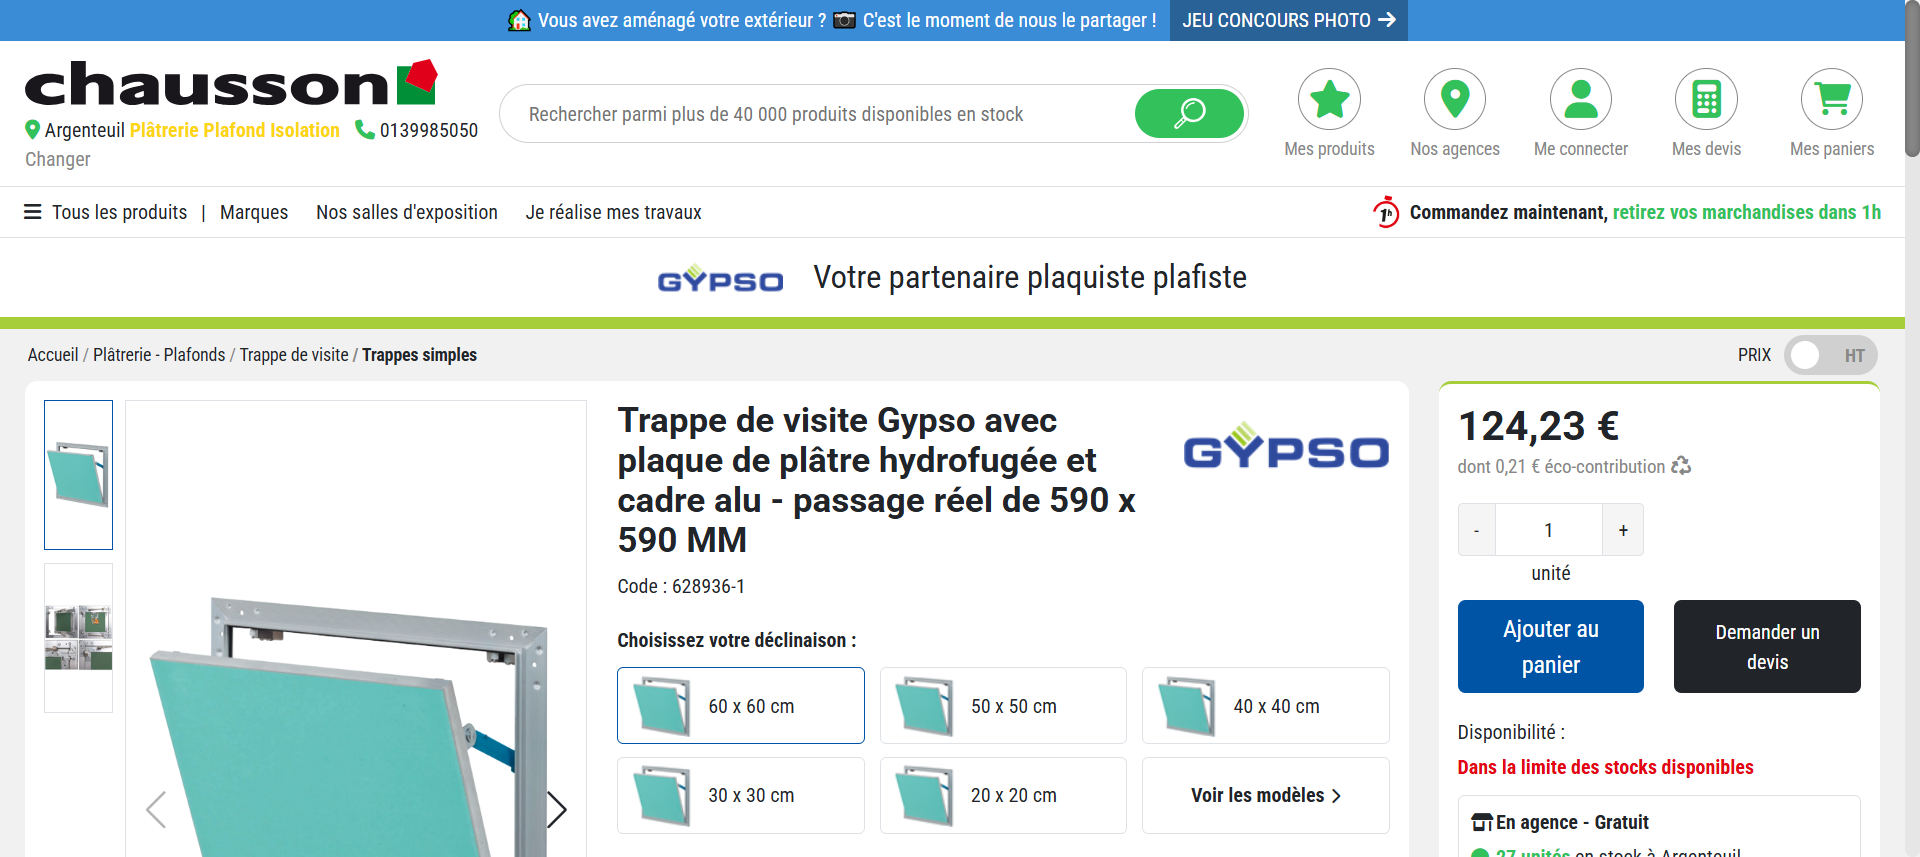 Vous avez aménagé votre extérieur ? C'est le moment de nous le partager !
JEU CONCOURS PHOTO
chausson
Argenteuil Plâtrerie Plafond Isolation 0139985050
Changer
Rechercher parmi plus de 40 000 produits disponibles en stock
Mes produits
Nos agences
Me connecter
Mes devis
Mes paniers
Tous les produits | Marques Nos salles d'exposition Je réalise mes travaux
1h Commandez maintenant, retirez vos marchandises dans 1h
GYPSO Votre partenaire plaquiste plafiste
Accueil / Plâtrerie - Plafonds / Trappe de visite / Trappes simples
PRIX HT
Trappe de visite Gypso avec
plaque de plâtre hydrofugée et
cadre alu - passage réel de 590 x
590 MM
GYPSO
Code : 628936-1
Choisissez votre déclinaison :
60 x 60 cm
50 x 50 cm
40 x 40 cm
30 x 30 cm
20 x 20 cm
Voir les modèles
124,23 €
dont 0,21 € éco-contribution
- 1 +
unité
Ajouter au
panier
Demander un
devis
Disponibilité :
Dans la limite des stocks disponibles
En agence - Gratuit
27 unités en stock à Argenteuil